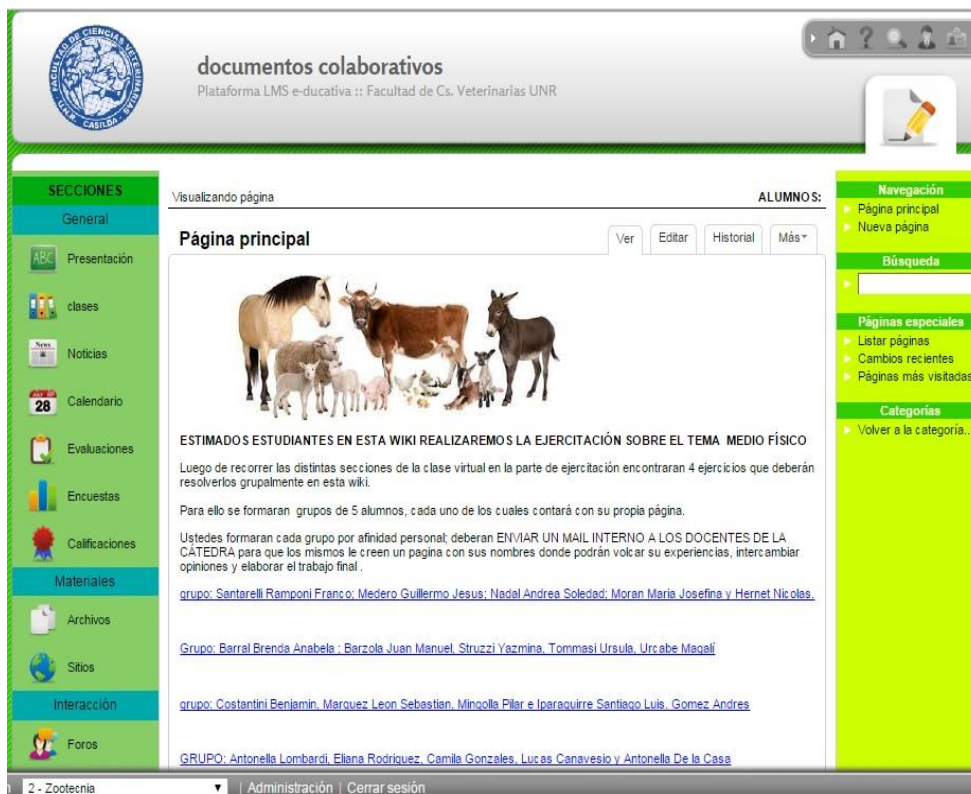 FACULTAD DE CIENCIAS VETERINARIAS
U.N.R. CASILDA
documentos colaborativos
Plataforma LMS e-ducativa :: Facultad de Cs. Veterinarias UNR
SECCIONES
General
ABC
Presentación
clases
News
Noticias
28
Calendario
Evaluaciones
Encuestas
Calificaciones
Materiales
Archivos
Sitios
Interacción
Foros
Visualizando página
ALUMNOS:
Página principal
Ver
Editar
Historial
Más
ESTIMADOS ESTUDIANTES EN ESTA WIKI REALIZAREMOS LA EJERCITACIÓN SOBRE EL TEMA MEDIO FÍSICO
Luego de recorrer las distintas secciones de la clase virtual en la parte de ejercitación encontraran 4 ejercicios que deberán
resolverlos grupalmente en esta wiki.
Para ello se formaran grupos de 5 alumnos, cada uno de los cuales contará con su propia página.
Ustedes formaran cada grupo por afinidad personal; deberan ENVIAR UN MAIL INTERNO A LOS DOCENTES DE LA
CÁTEDRA para que los mismos le creen un pagina con sus nombres donde podrán volcar su experiencias, intercambiar
opiniones y elaborar el trabajo final .
grupo: Santarelli Ramponi Franco; Medero Guillermo Jesus; Nadal Andrea Soledad; Moran Maria Josefina y Hernet Nicolas.
Grupo: Barral Brenda Anabela ; Barzola Juan Manuel, Struzzi Yazmina, Tommasi Ursula, Urcabe Magalí
grupo: Costantini Benjamin, Marquez Leon Sebastian, Mingolla Pilar e Iparaguirre Santiago Luis, Gomez Andres
GRUPO: Antonella Lombardi, Eliana Rodriguez, Camila Gonzales, Lucas Canavesio y Antonella De la Casa
Navegación
Página principal
Nueva página
Búsqueda
Páginas especiales
Listar páginas
Cambios recientes
Páginas más visitadas
Categorías
Volver a la categoría...
2 - Zootecnia
| Administración | Cerrar sesión